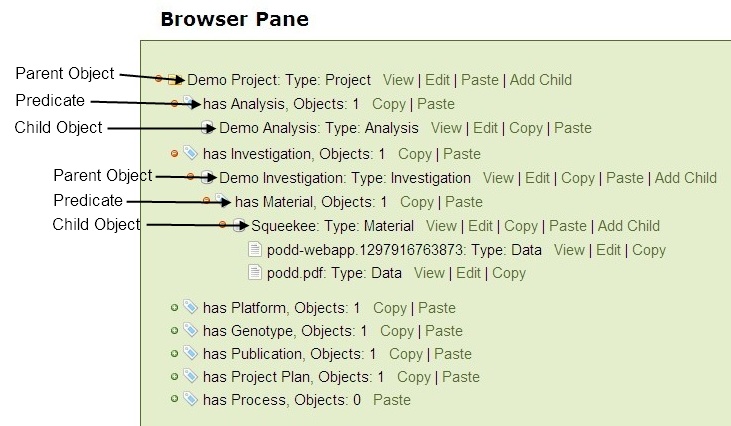 Browser Pane
Parent Object Demo Project: Type: Project View | Edit | Paste | Add Child
Predicate has Analysis, Objects: 1 Copy | Paste
Child Object Demo Analysis: Type: Analysis View | Edit | Copy | Paste
has Investigation, Objects: 1 Copy | Paste
Parent Object Demo Investigation: Type: Investigation View | Edit | Copy | Paste | Add Child
Predicate has Material, Objects: 1 Copy | Paste
Child Object Squeekee: Type: Material View | Edit | Copy | Paste | Add Child
podd-webapp.1297916763873: Type: Data View | Edit | Copy
podd.pdf: Type: Data View | Edit | Copy
has Platform, Objects: 1 Copy | Paste
has Genotype, Objects: 1 Copy | Paste
has Publication, Objects: 1 Copy | Paste
has Project Plan, Objects: 1 Copy | Paste
has Process, Objects: 0 Paste